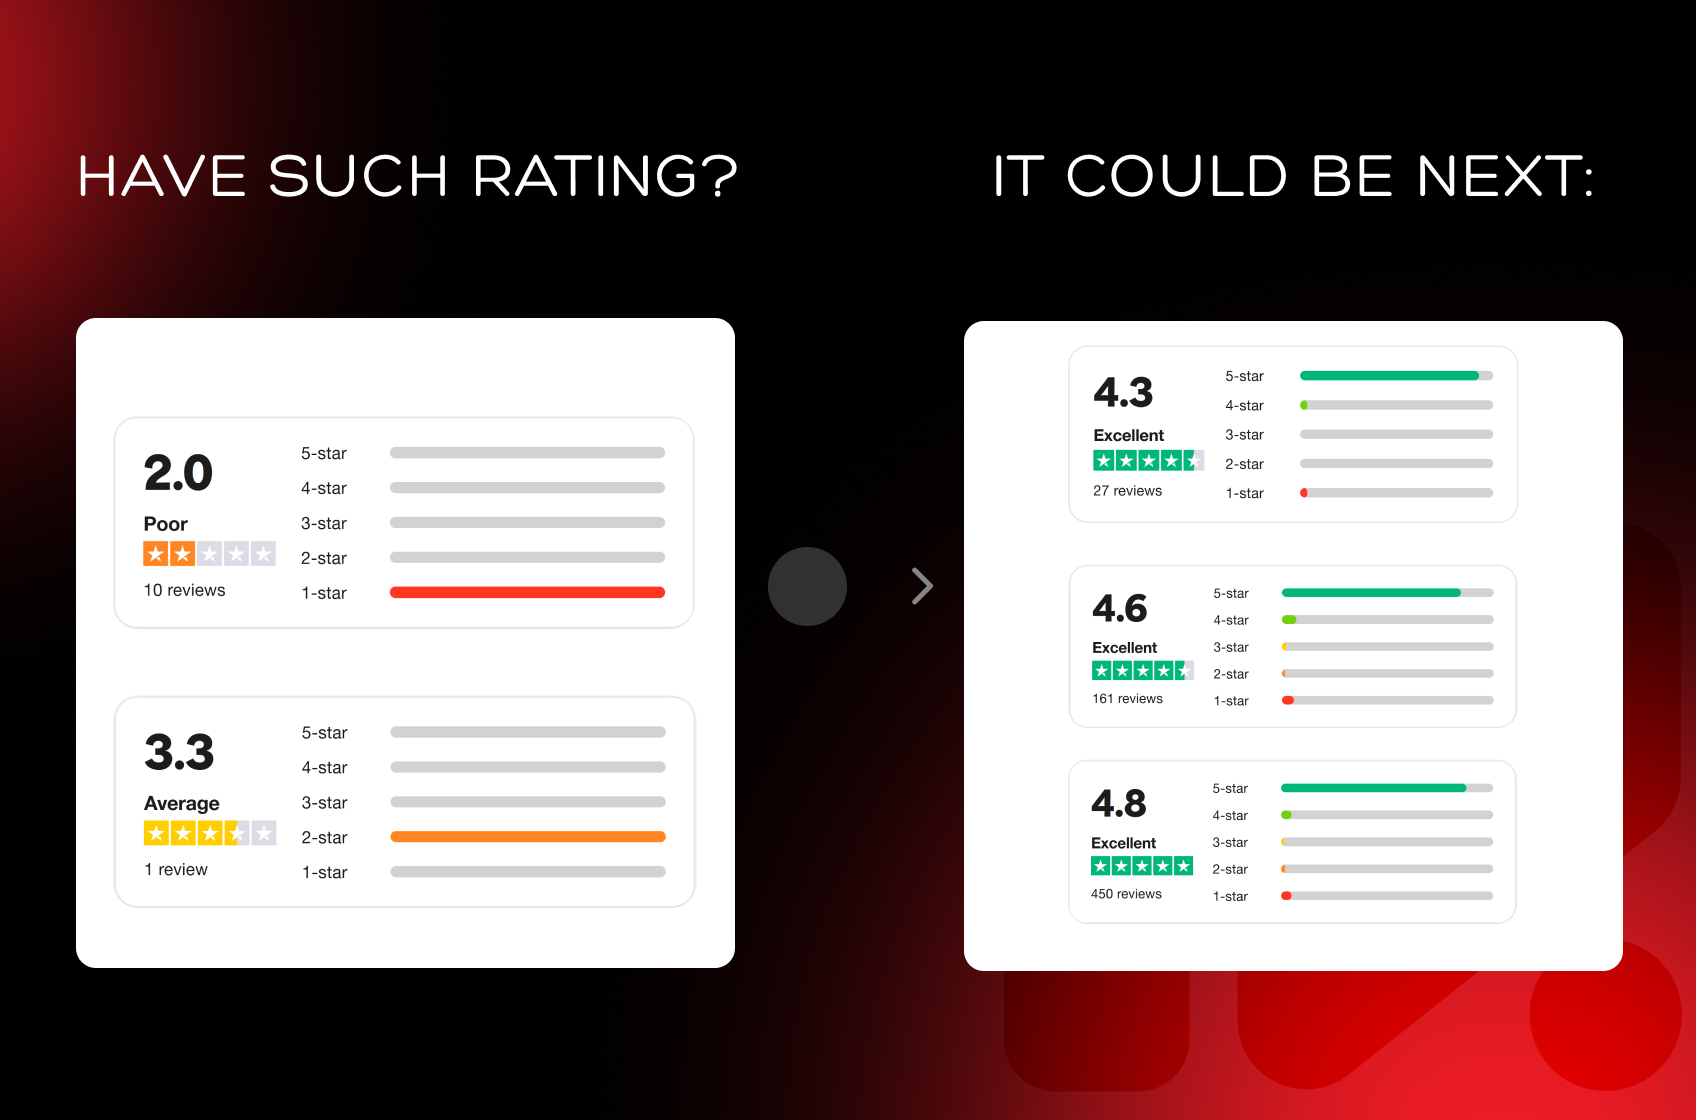 HAVE SUCH RATING?
2.0
Poor
10 reviews
5-star
4-star
3-star
2-star
1-star
3.3
Average
1 review
5-star
4-star
3-star
2-star
1-star
IT COULD BE NEXT:
4.3
Excellent
27 reviews
5-star
4-star
3-star
2-star
1-star
4.6
Excellent
161 reviews
5-star
4-star
3-star
2-star
1-star
4.8
Excellent
450 reviews
5-star
4-star
3-star
2-star
1-star